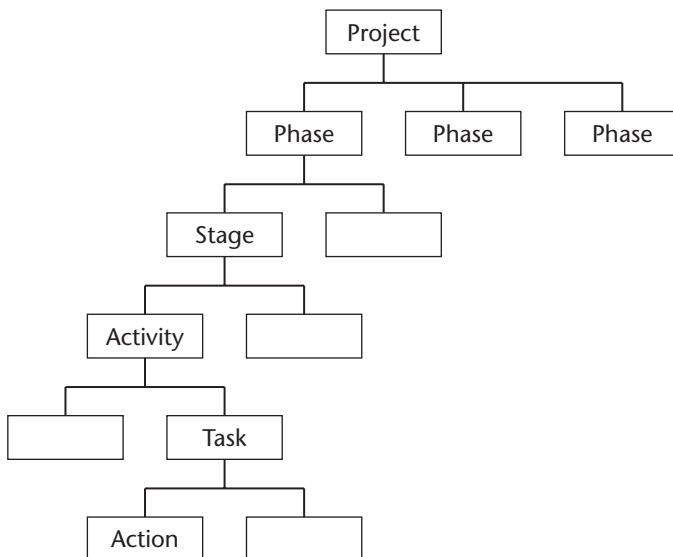 Project
Phase
Phase
Phase
Stage
Activity
Task
Action